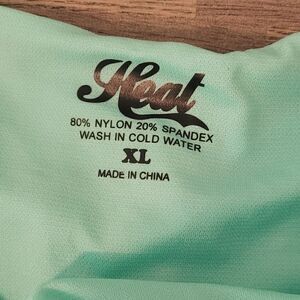 Heat
80% NYLON 20% SPANDEX
WASH IN COLD WATER
XL
MADE IN CHINA